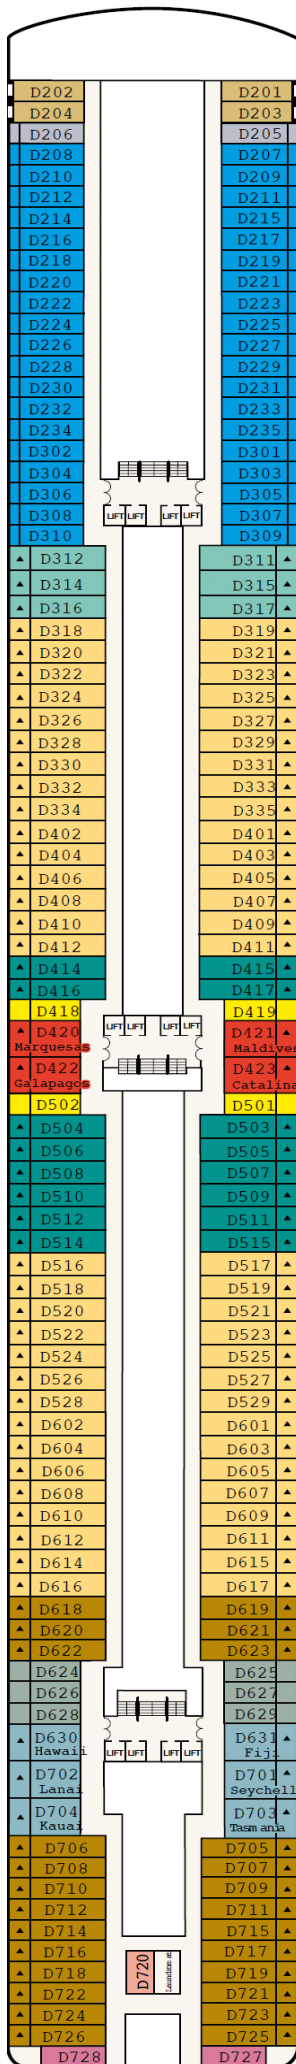 D202 D201
D204 D203
D206 D205
D208 D207
D210 D209
D212 D211
D214 D215
D216 D217
D218 D219
D220 D221
D222 D223
D224 D225
D226 D227
D228 D229
D230 D231
D232 D233
D234 D235
D302 D301
D304 D303
D306 D305
D308 LIFT LIFT LIFT LIFT D307
D310 D309
D312 D311
D314 D315
D316 D317
D318 D319
D320 D321
D322 D323
D324 D325
D326 D327
D328 D329
D330 D331
D332 D333
D334 D335
D402 D401
D404 D403
D406 D405
D408 D407
D410 D409
D412 D411
D414 D415
D416 D417
D418 D419
D420 LIFT LIFT LIFT LIFT D421
Marquesas Maldives
D422 D423
Galapagos Catalina
D502 D501
D504 D503
D506 D505
D508 D507
D510 D509
D512 D511
D514 D515
D516 D517
D518 D519
D520 D521
D522 D523
D524 D525
D526 D527
D528 D529
D602 D601
D604 D603
D606 D605
D608 D607
D610 D609
D612 D611
D614 D615
D616 D617
D618 D619
D620 D621
D622 D623
D624 D625
D626 D627
D628 D629
D630 D631
Hawaii LIFT LIFT LIFT LIFT Fiji
D702 D701
Lanai Seychell
D704 D703
Kauai Tasmania
D706 D705
D708 D707
D710 D709
D712 D711
D714 D715
D716 D717
D718 D720 D719
D722 D721
D724 D723
D726 D725
D728 D727